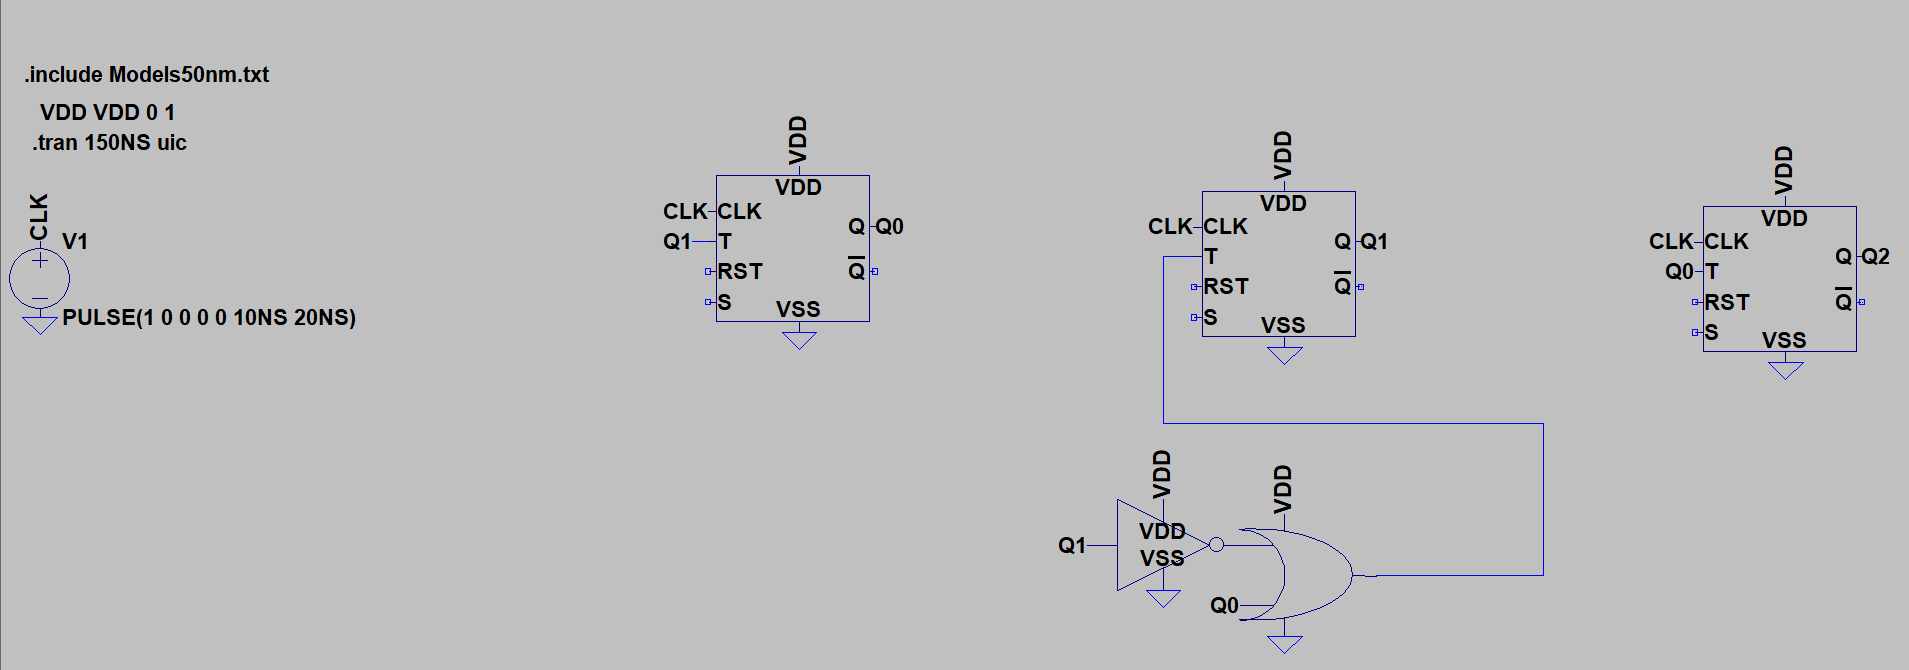 .include Models50nm.txt
VDD VDD 0 1
.tran 150NS uic
CLK
V1
PULSE(1 0 0 0 0 10NS 20NS)
VDD
VDD
CLK CLK
Q Q0
Q1 T
RST
Q
S
VSS
VDD
VDD
CLK CLK
T
Q Q1
RST
Q
S
VSS
VDD
VDD
CLK CLK
Q Q2
Q0 T
RST
Q
S
VSS
VDD
VDD
Q1
VDD
VSS
Q0